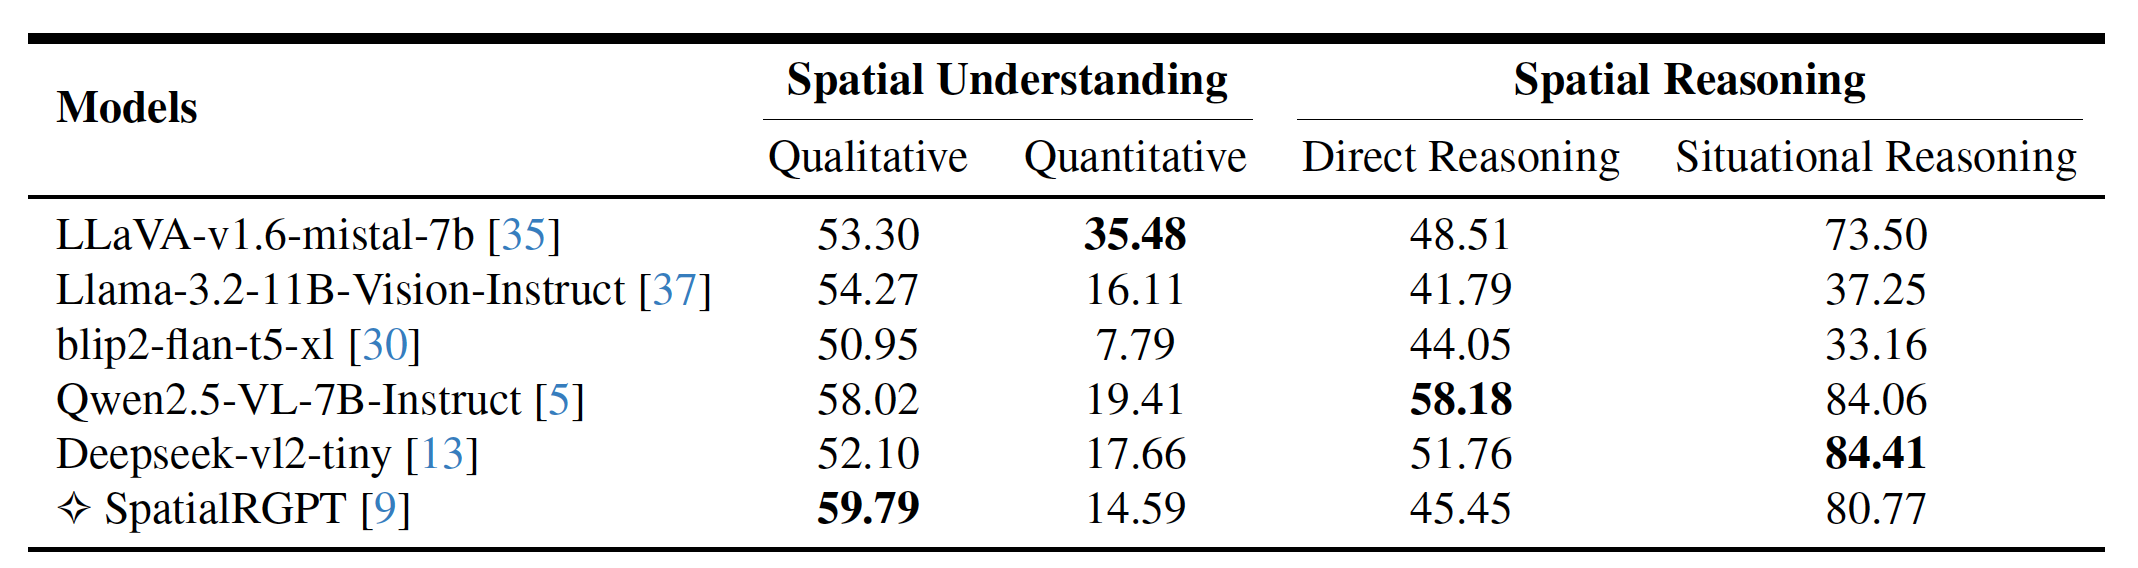 Models Spatial Understanding Spatial Reasoning
Qualitative Quantitative Direct Reasoning Situational Reasoning
LLaVA-v1.6-mistal-7b [35] 53.30 35.48 48.51 73.50
Llama-3.2-11B-Vision-Instruct [37] 54.27 16.11 41.79 37.25
blip2-flan-t5-xl [30] 50.95 7.79 44.05 33.16
Qwen2.5-VL-7B-Instruct [5] 58.02 19.41 58.18 84.06
Deepseek-vl2-tiny [13] 52.10 17.66 51.76 84.41
✧ SpatialRGPT [9] 59.79 14.59 45.45 80.77